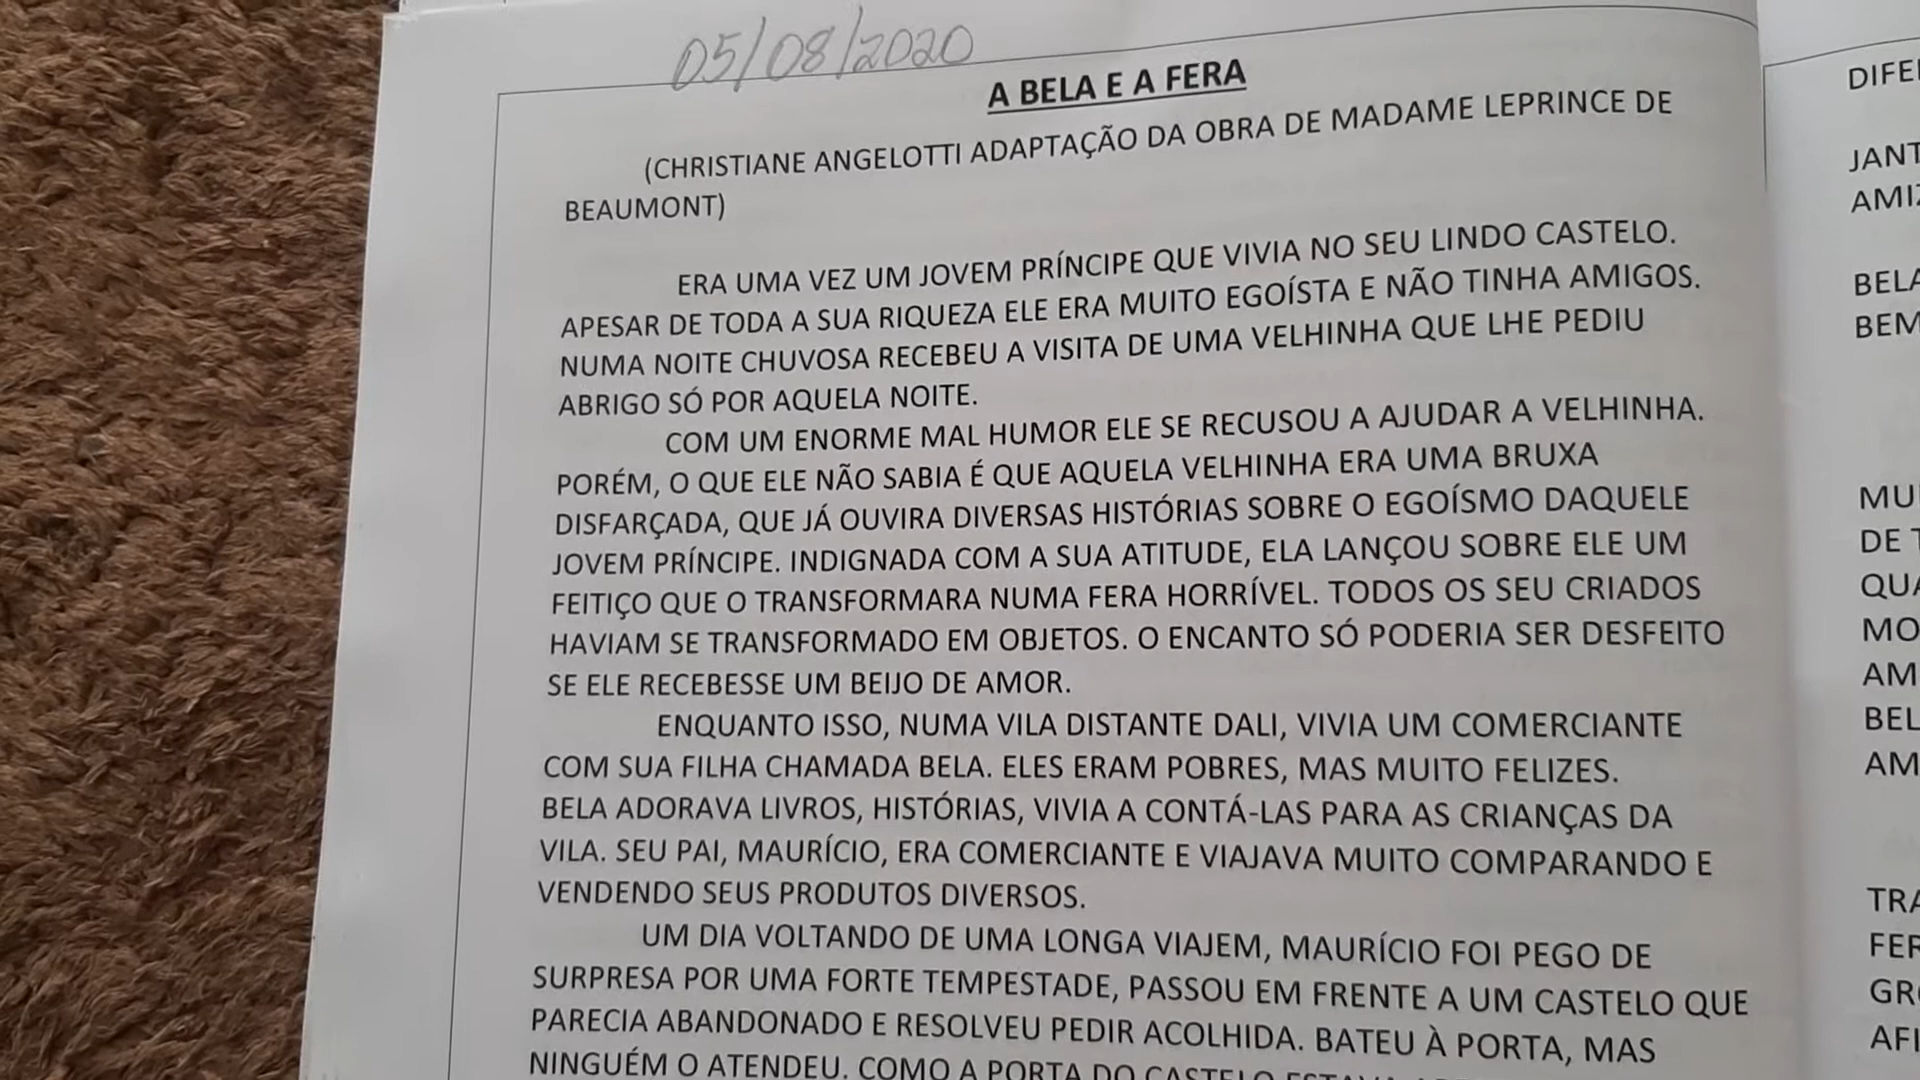 05/08/2020
A BELA E A FERA
(CHRISTIANE ANGELOTTI ADAPTAÇÃO DA OBRA DE MADAME LEPRINCE DE
BEAUMONT)
ERA UMA VEZ UM JOVEM PRÍNCIPE QUE VIVIA NO SEU LINDO CASTELO.
APESAR DE TODA A SUA RIQUEZA ELE ERA MUITO EGOÍSTA E NÃO TINHA AMIGOS.
NUMA NOITE CHUVOSA RECEBEU A VISITA DE UMA VELHINHA QUE LHE PEDIU
ABRIGO SÓ POR AQUELA NOITE.
COM UM ENORME MAL HUMOR ELE SE RECUSOU A AJUDAR A VELHINHA.
PORÉM, O QUE ELE NÃO SABIA É QUE AQUELA VELHINHA ERA UMA BRUXA
DISFARÇADA, QUE JÁ OUVIRA DIVERSAS HISTÓRIAS SOBRE O EGOÍSMO DAQUELE
JOVEM PRÍNCIPE. INDIGNADA COM A SUA ATITUDE, ELA LANÇOU SOBRE ELE UM
FEITIÇO QUE O TRANSFORMARA NUMA FERA HORRÍVEL. TODOS OS SEU CRIADOS
HAVIAM SE TRANSFORMADO EM OBJETOS. O ENCANTO SÓ PODERIA SER DESFEITO
SE ELE RECEBESSE UM BEIJO DE AMOR.
ENQUANTO ISSO, NUMA VILA DISTANTE DALI, VIVIA UM COMERCIANTE
COM SUA FILHA CHAMADA BELA. ELES ERAM POBRES, MAS MUITO FELIZES.
BELA ADORAVA LIVROS, HISTÓRIAS, VIVIA A CONTÁ-LAS PARA AS CRIANÇAS DA
VILA. SEU PAI, MAURÍCIO, ERA COMERCIANTE E VIAJAVA MUITO COMPARANDO E
VENDENDO SEUS PRODUTOS DIVERSOS.
UM DIA VOLTANDO DE UMA LONGA VIAJEM, MAURÍCIO FOI PEGO DE
SURPRESA POR UMA FORTE TEMPESTADE, PASSOU EM FRENTE A UM CASTELO QUE
PARECIA ABANDONADO E RESOLVEU PEDIR ACOLHIDA. BATEU À PORTA, MAS
NINGUÉM O ATENDEU. COMO A PORTA DO CASTELO
DE